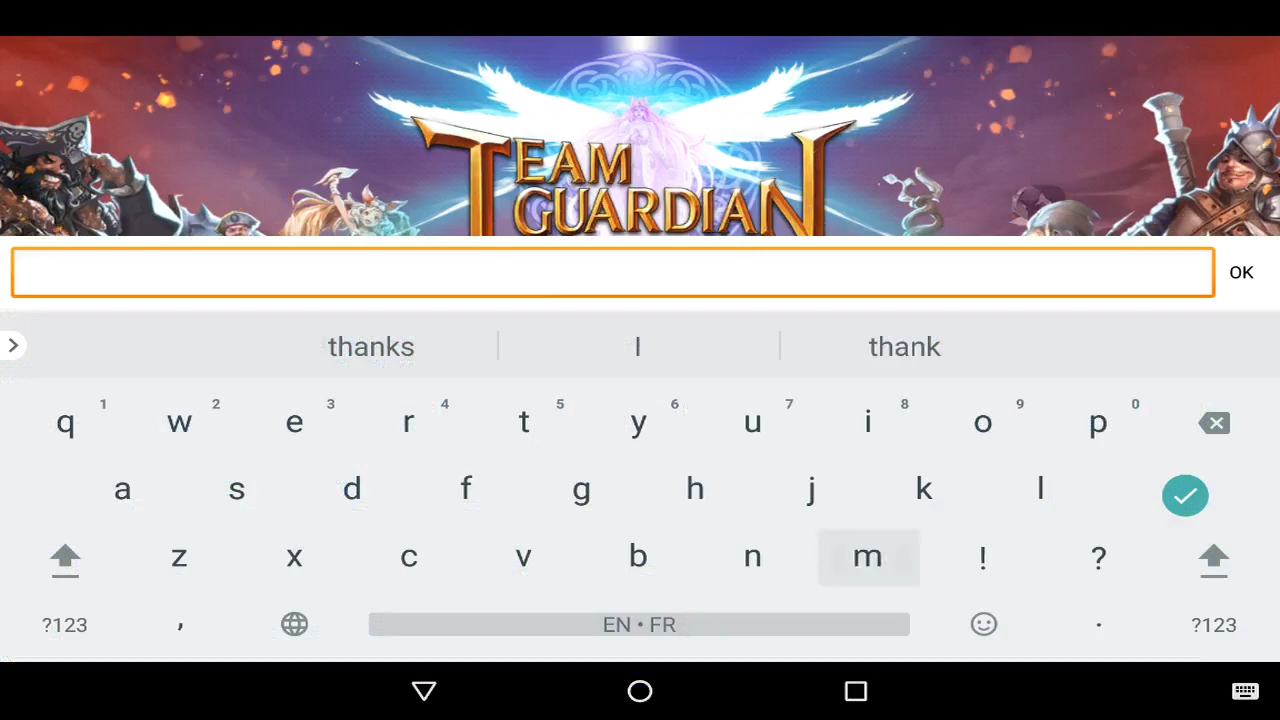 TEAM
GUARDIAN
OK
thanks I thank
q 1 w 2 e 3 r 4 t 5 y 6 u 7 i 8 o 9 p 0
a s d f g h j k l
z x c v b n m ! ?
?123 , EN • FR . ?123